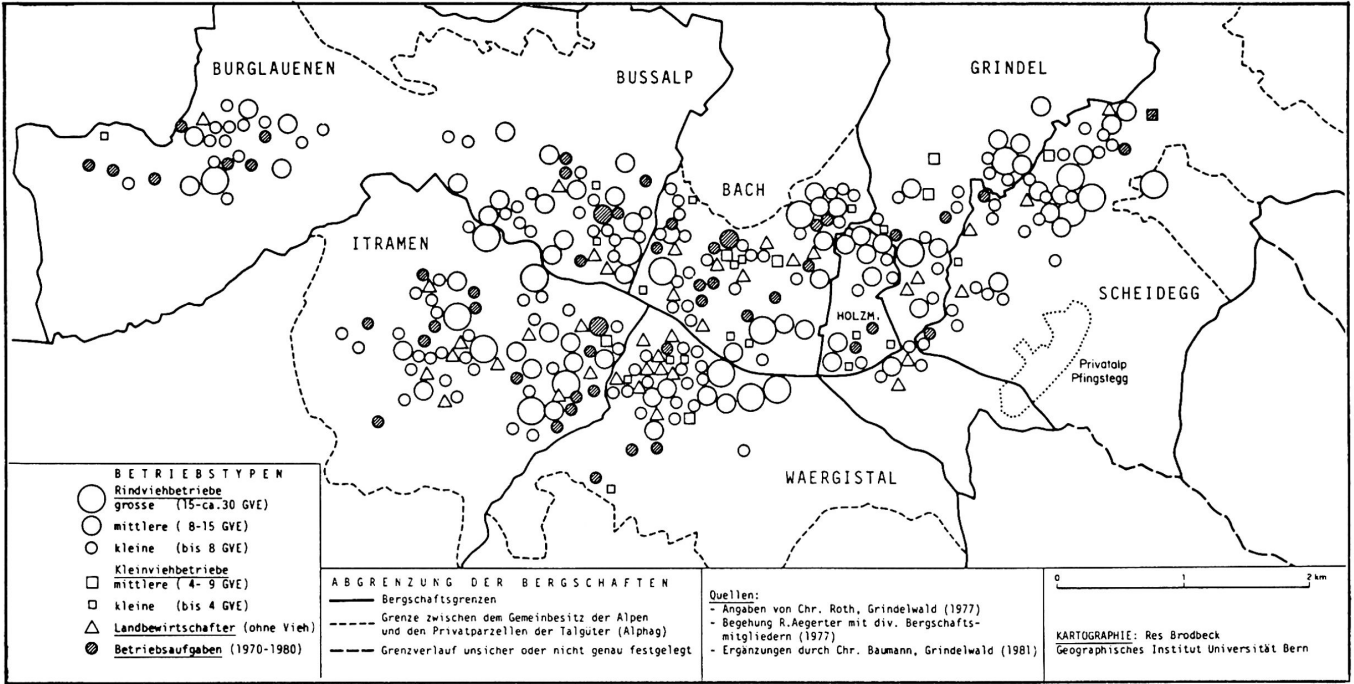 BURGLAUENEN
BUSSALP
GRINDEL
BACH
ITRAMEN
HOLZM.
SCHEIDEGG
Privatalp
Pfingstegg
WAERGISTAL
BETRIEBSTYPEN
Rindviehbetriebe
grosse (15-ca.30 GVE)
mittlere ( 8-15 GVE)
kleine (bis 8 GVE)
Kleinviehbetriebe
mittlere ( 4- 9 GVE)
kleine (bis 4 GVE)
Landbewirtschafter (ohne Vieh)
Betriebsaufgaben (1970-1980)
ABGRENZUNG DER BERGSCHAFTEN
Bergschaftsgrenzen
Grenze zwischen dem Gemeinbesitz der Alpen
und den Privatparzellen der Talgüter (Alphag)
Grenzverlauf unsicher oder nicht genau festgelegt
Quellen:
- Angaben von Chr. Roth, Grindelwald (1977)
- Begehung R.Aegerter mit div. Bergschafts-
mitgliedern (1977)
- Ergänzungen durch Chr. Baumann, Grindelwald (1981)
0 1 2 km
KARTOGRAPHIE: Res Brodbeck
Geographisches Institut Universität Bern